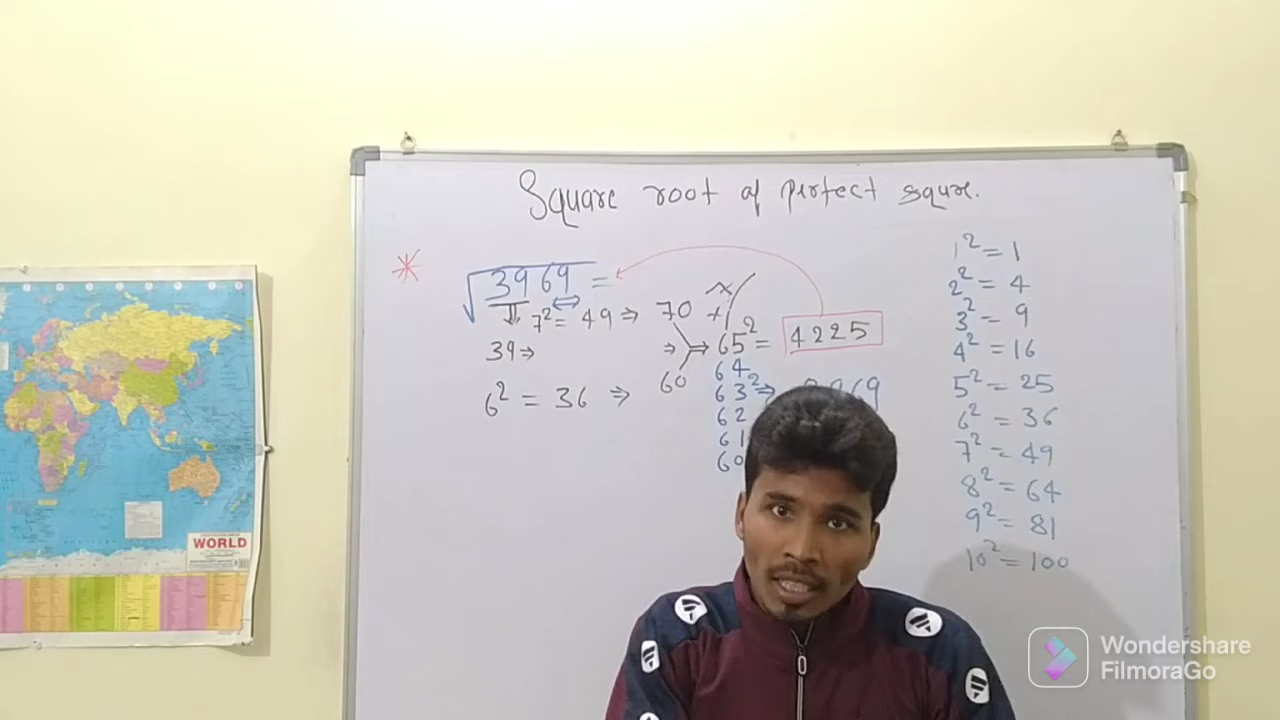 Square root of perfect squre.
* √3969 =
7² = 49 ⇒ 70
39 ⇒
6² = 36 ⇒ 60
⇒ 65² = 4225
64
63² ⇒ 3969
62
61
60
1² = 1
2² = 4
3² = 9
4² = 16
5² = 25
6² = 36
7² = 49
8² = 64
9² = 81
10² = 100
WORLD
Wondershare
FilmoraGo